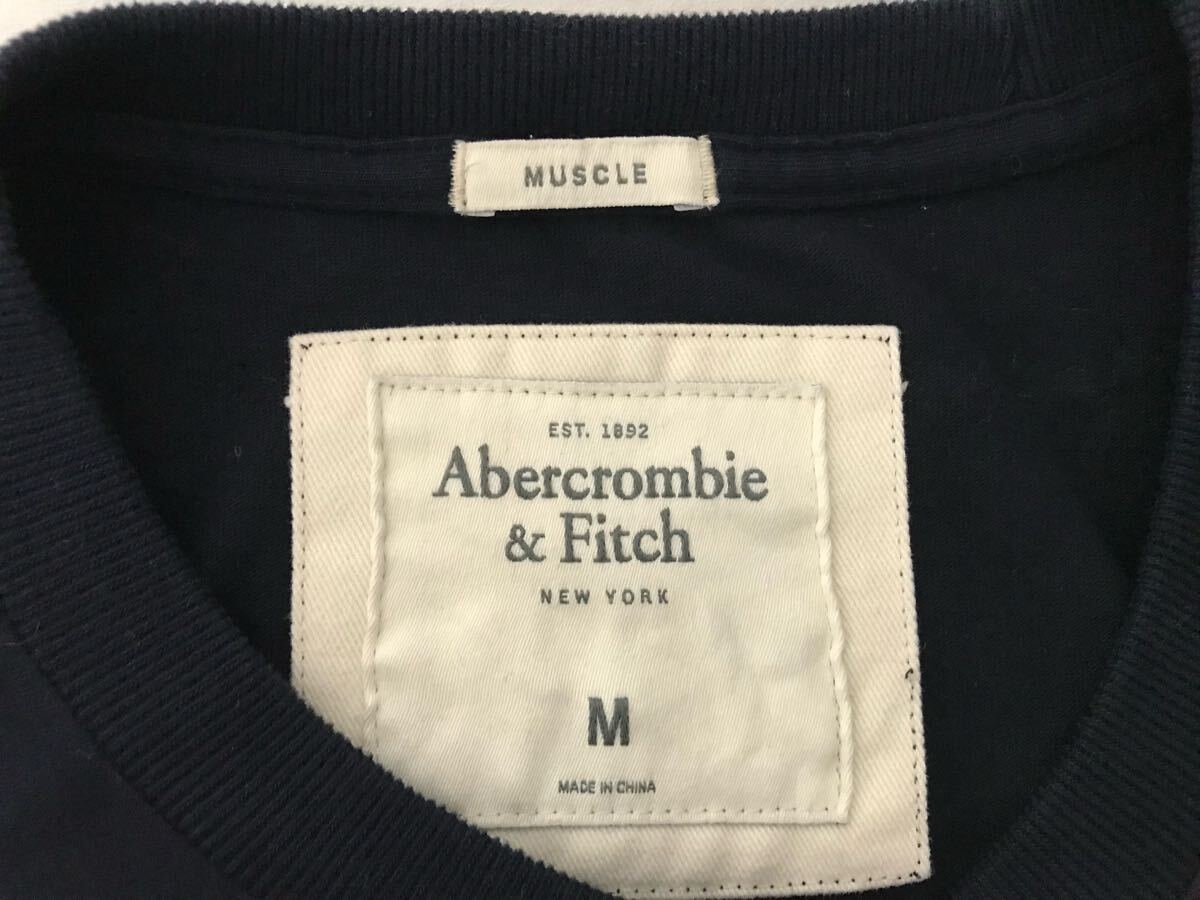 MUSCLE
EST. 1892
Abercrombie
& Fitch
NEW YORK
M
MADE IN CHINA